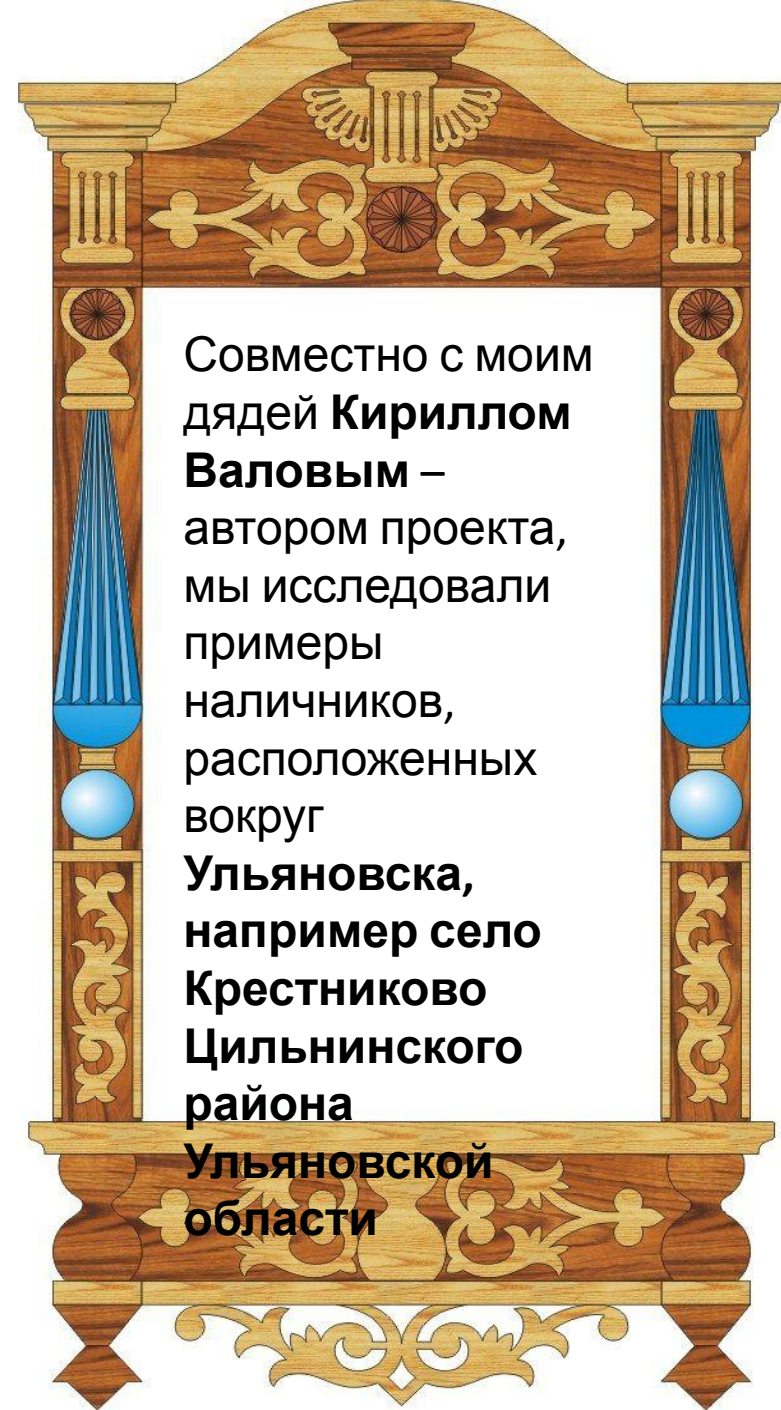 Совместно с моим
дядей Кириллом
Валовым –
автором проекта,
мы исследовали
примеры
наличников,
расположенных
вокруг
Ульяновска,
например село
Крестниково
Цильнинского
района
Ульяновской
области